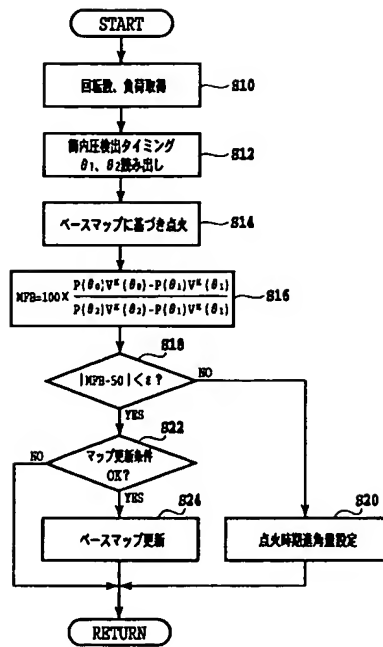 START
回転数、負荷取得
S10
筒内圧検出タイミング
θ1、θ2読み出し
S12
ベースマップに基づき点火
S14
MFB=100× P(θ0)V^κ(θ0)-P(θ1)V^κ(θ1) / P(θ2)V^κ(θ2)-P(θ1)V^κ(θ1)
S16
S18
|MFB-50|<ε?
NO
YES
S22
マップ更新条件
OK?
NO
YES
S24
ベースマップ更新
S20
点火時期進角量設定
RETURN